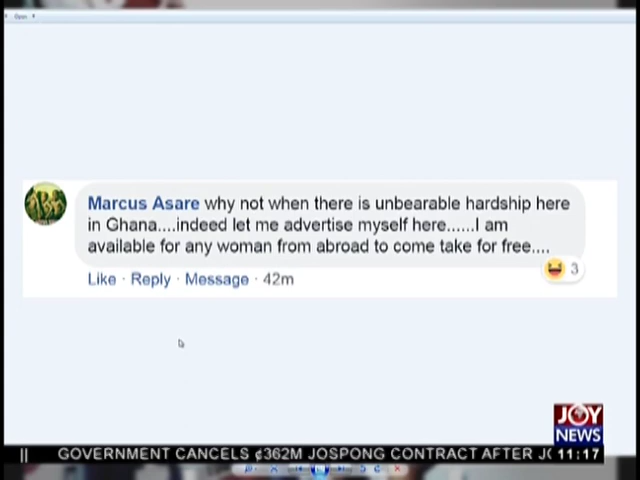 Open
Marcus Asare why not when there is unbearable hardship here
in Ghana....indeed let me advertise myself here......I am
available for any woman from abroad to come take for free....
3
Like · Reply · Message · 42m
JOY
NEWS
|| GOVERNMENT CANCELS ¢362M JOSPONG CONTRACT AFTER 11:17